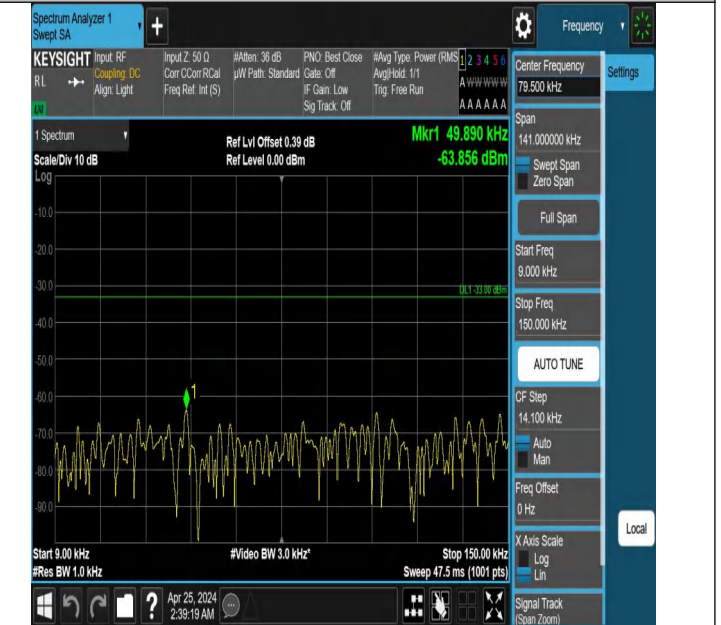 Spectrum Analyzer 1
Swept SA
+
Frequency
KEYSIGHT
RL
LXI
Input: RF
Coupling: DC
Align: Light
Input Z: 50 Ω
Corr CCorr RCal
Freq Ref: Int (S)
#Atten: 36 dB
µW Path: Standard
PNO: Best Close
Gate: Off
IF Gain: Low
Sig Track: Off
#Avg Type: Power (RMS
Avg|Hold: 1/1
Trig: Free Run
1 2 3 4 5 6
A W W W W W
A A A A A A
1 Spectrum
Scale/Div 10 dB
Ref Lvl Offset 0.39 dB
Ref Level 0.00 dBm
Mkr1 49.890 kHz
-63.856 dBm
Log
-10.0
-20.0
-30.0
-40.0
-50.0
-60.0
-70.0
-80.0
-90.0
DL1 -33.00 dBm
1
Start 9.00 kHz
#Res BW 1.0 kHz
#Video BW 3.0 kHz*
Stop 150.00 kHz
Sweep 47.5 ms (1001 pts)
Center Frequency
79.500 kHz
Settings
Span
141.000000 kHz
Swept Span
Zero Span
Full Span
Start Freq
9.000 kHz
Stop Freq
150.000 kHz
AUTO TUNE
CF Step
14.100 kHz
Auto
Man
Freq Offset
0 Hz
X Axis Scale
Log
Lin
Signal Track
(Span Zoom)
Local
?
Apr 25, 2024
2:39:19 AM